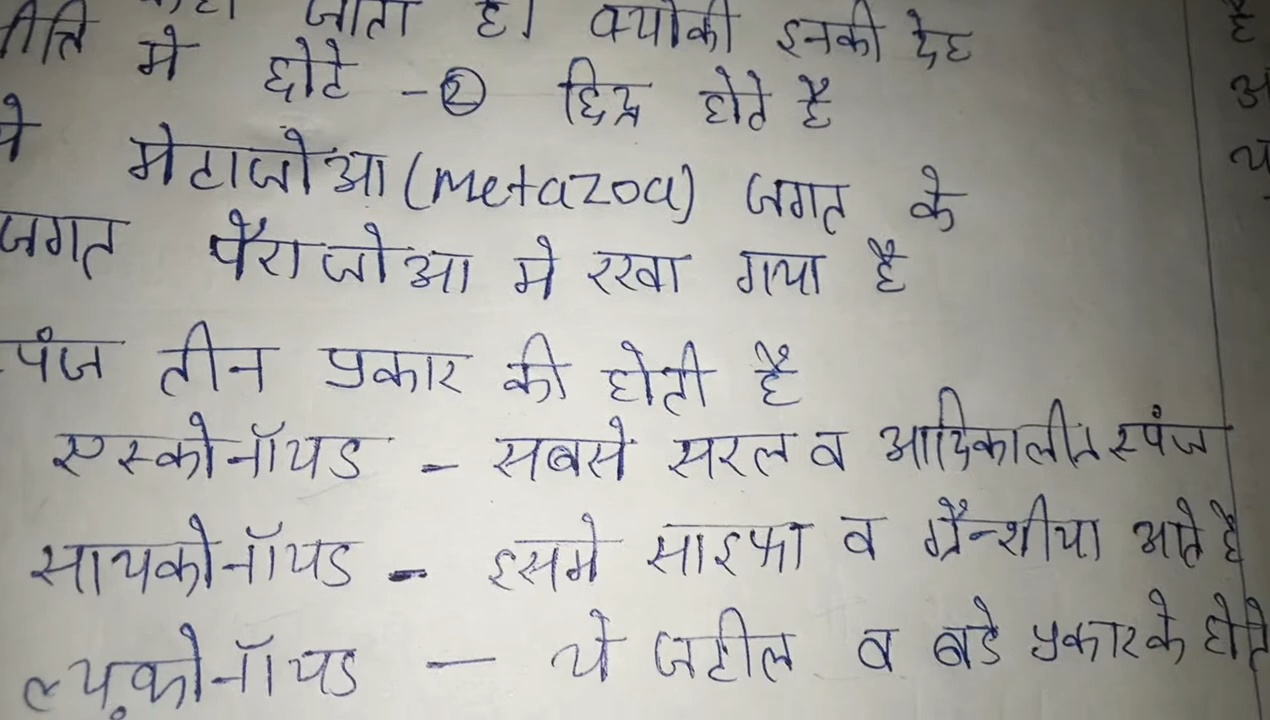 जाता है। क्योकी इनकी देह
में छोटे -② छिद्र होते है
मेटाजोआ (metazoa) जगत के
जगत पैराजोआ मे रखा गया है
पंज तीन प्रकार की होती है
एस्कोनॉयड - सबसे सरल व आदिकालीन स्पंज
सायकोनॉयड - इसमे साइफा व ग्रैन्शीया आते है
ल्यूकोनॉयड - ये जटील व बडे प्रकार के होते